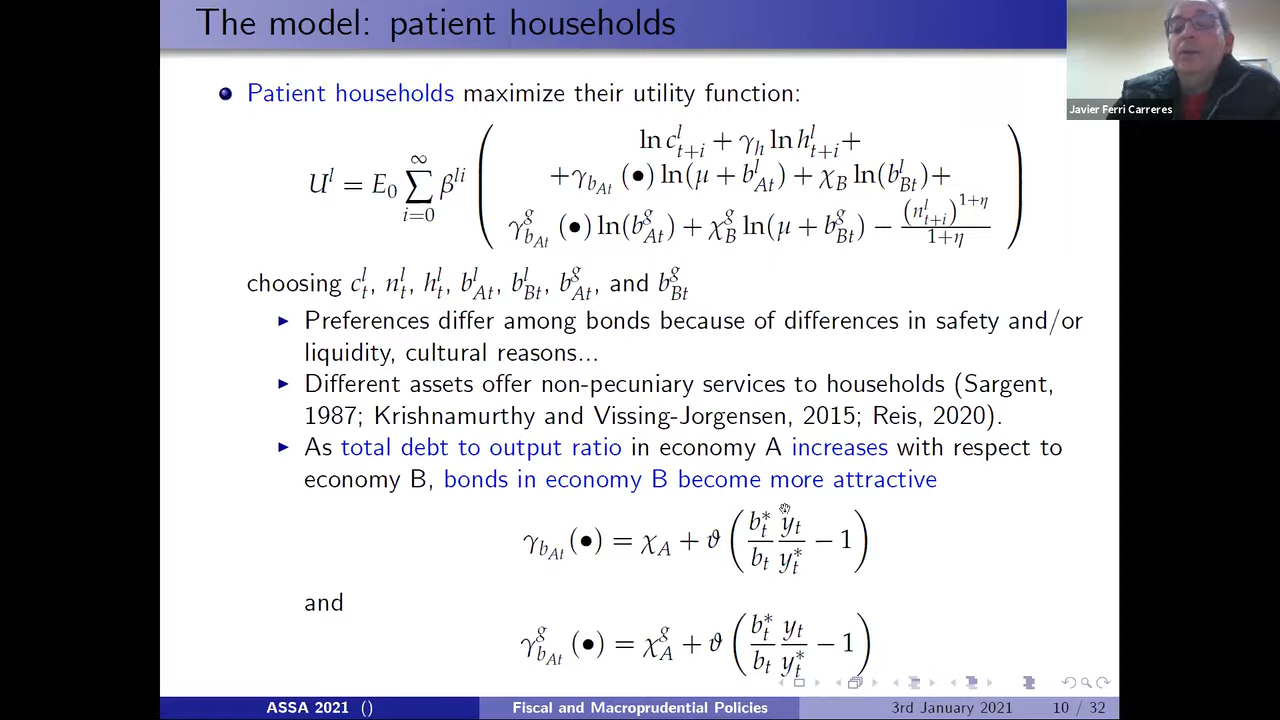 The model: patient households
Javier Ferri Carreres
Patient households maximize their utility function:
U^l = E_0 ∑_{i=0}^{∞} β^{li} ( ln c^l_{t+i} + γ_h ln h^l_{t+i} +
+γ_{b_{At}} (•) ln(μ + b^l_{At}) + χ_B ln(b^l_{Bt}) +
γ^g_{b_{At}} (•) ln(b^g_{At}) + χ^g_B ln(μ + b^g_{Bt}) − (n^l_{t+i})^{1+η} / 1+η )
choosing c^l_t, n^l_t, h^l_t, b^l_{At}, b^l_{Bt}, b^g_{At}, and b^g_{Bt}
Preferences differ among bonds because of differences in safety and/or
liquidity, cultural reasons...
Different assets offer non-pecuniary services to households (Sargent,
1987; Krishnamurthy and Vissing-Jorgensen, 2015; Reis, 2020).
As total debt to output ratio in economy A increases with respect to
economy B, bonds in economy B become more attractive
γ_{b_{At}} (•) = χ_A + ϑ ( b^*_t / b_t y_t / y^*_t − 1 )
and
γ^g_{b_{At}} (•) = χ^g_A + ϑ ( b^*_t / b_t y_t / y^*_t − 1 )
ASSA 2021 ()
Fiscal and Macroprudential Policies
3rd January 2021
10 / 32